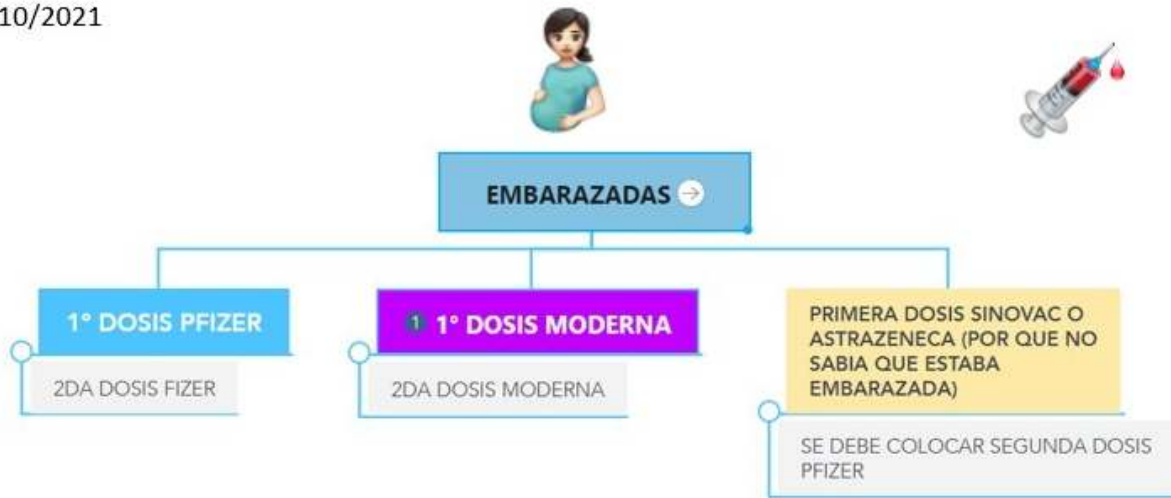 10/2021
EMBARAZADAS
1° DOSIS PFIZER
2DA DOSIS FIZER
1 1° DOSIS MODERNA
2DA DOSIS MODERNA
PRIMERA DOSIS SINOVAC O
ASTRAZENECA (POR QUE NO
SABIA QUE ESTABA
EMBARAZADA)
SE DEBE COLOCAR SEGUNDA DOSIS
PFIZER